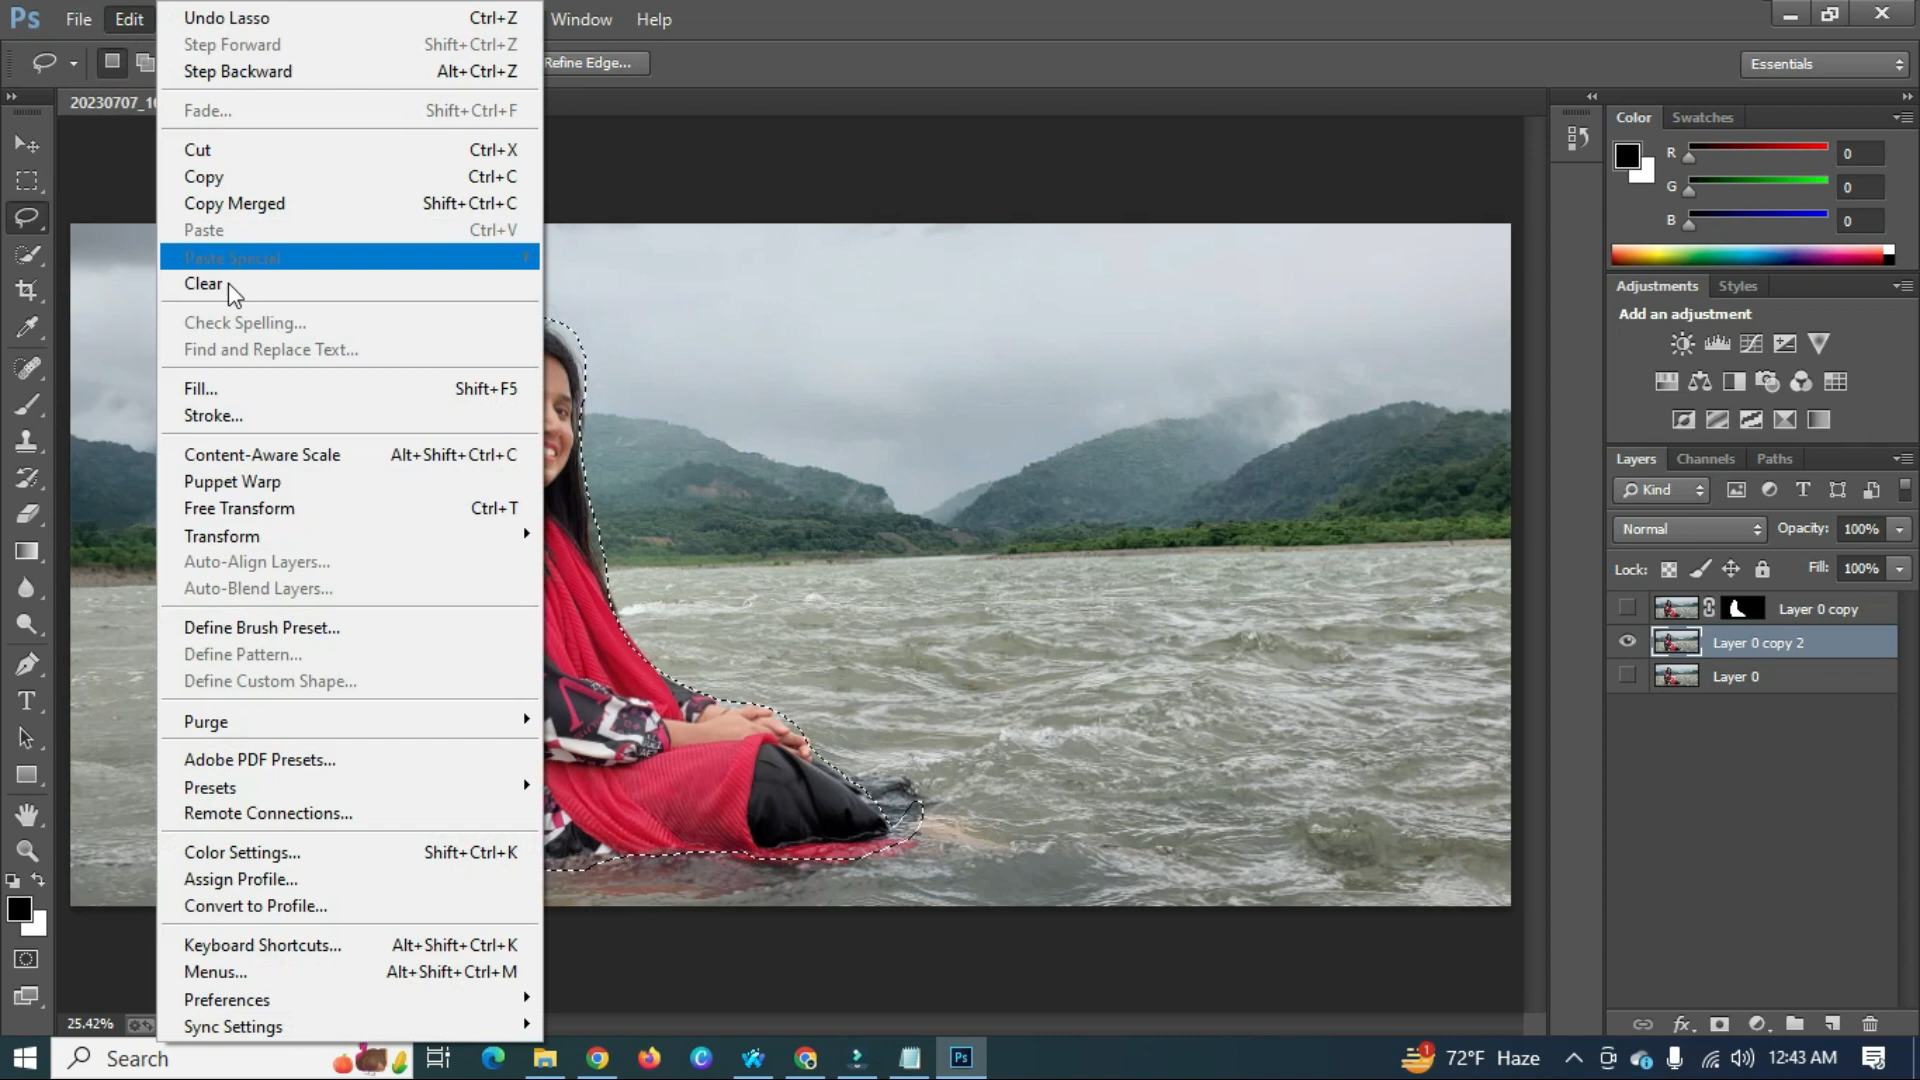 Ps File Edit Window Help
Undo Lasso Ctrl+Z
Step Forward Shift+Ctrl+Z
Step Backward Alt+Ctrl+Z
Refine Edge...
Essentials
20230707_10
Fade... Shift+Ctrl+F
Cut Ctrl+X
Copy Ctrl+C
Copy Merged Shift+Ctrl+C
Paste Ctrl+V
Paste Special
Clear
Check Spelling...
Find and Replace Text...
Fill... Shift+F5
Stroke...
Content-Aware Scale Alt+Shift+Ctrl+C
Puppet Warp
Free Transform Ctrl+T
Transform
Auto-Align Layers...
Auto-Blend Layers...
Define Brush Preset...
Define Pattern...
Define Custom Shape...
Purge
Adobe PDF Presets...
Presets
Remote Connections...
Color Settings... Shift+Ctrl+K
Assign Profile...
Convert to Profile...
Keyboard Shortcuts... Alt+Shift+Ctrl+K
Menus... Alt+Shift+Ctrl+M
Preferences
Sync Settings
Color Swatches
R 0
G 0
B 0
Adjustments Styles
Add an adjustment
Layers Channels Paths
Kind
Normal Opacity: 100%
Lock: Fill: 100%
Layer 0 copy
Layer 0 copy 2
Layer 0
25.42%
Search
Ps
1
72°F Haze
12:43 AM